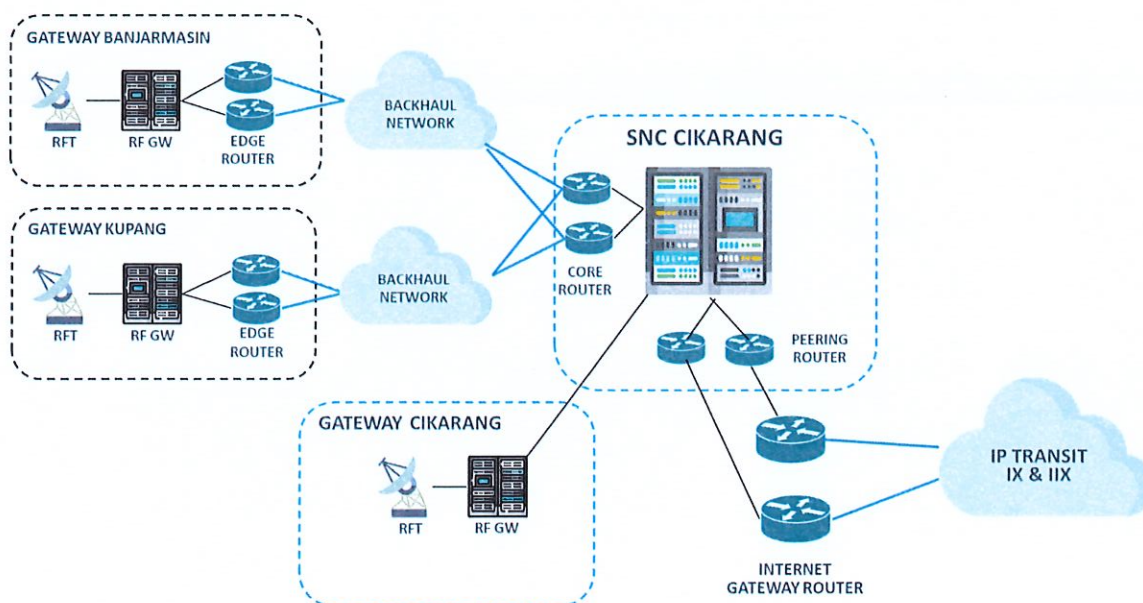 GATEWAY BANJARMASIN
RFT
RF GW
EDGE
ROUTER
BACKHAUL
NETWORK
GATEWAY KUPANG
RFT
RF GW
EDGE
ROUTER
BACKHAUL
NETWORK
SNC CIKARANG
CORE
ROUTER
PEERING
ROUTER
GATEWAY CIKARANG
RFT
RF GW
INTERNET
GATEWAY ROUTER
IP TRANSIT
IX & IIX